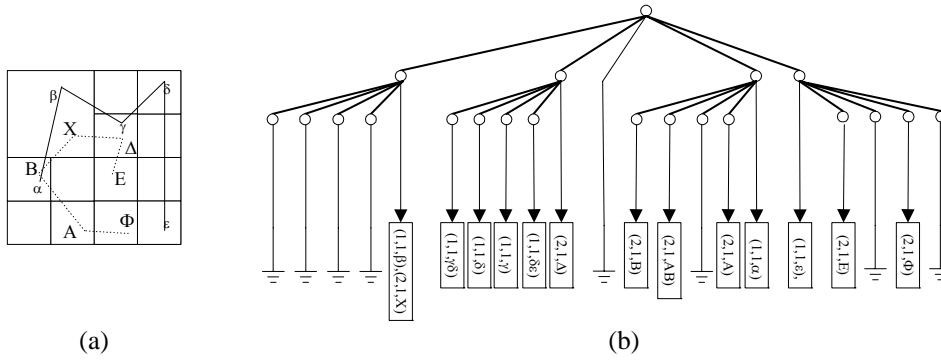 β
δ
γ
X
Δ
B
E
α
A
Φ
ε
(1,1,β),(2,1,X)
(1,1,γδ)
(1,1,δ)
(1,1,γ)
(1,1,δε)
(2,1,Δ)
(2,1,B)
(2,1,AB)
(2,1,A)
(1,1,α)
(1,1,ε),
(2,1,E)
(2,1,Φ)
(a)
(b)